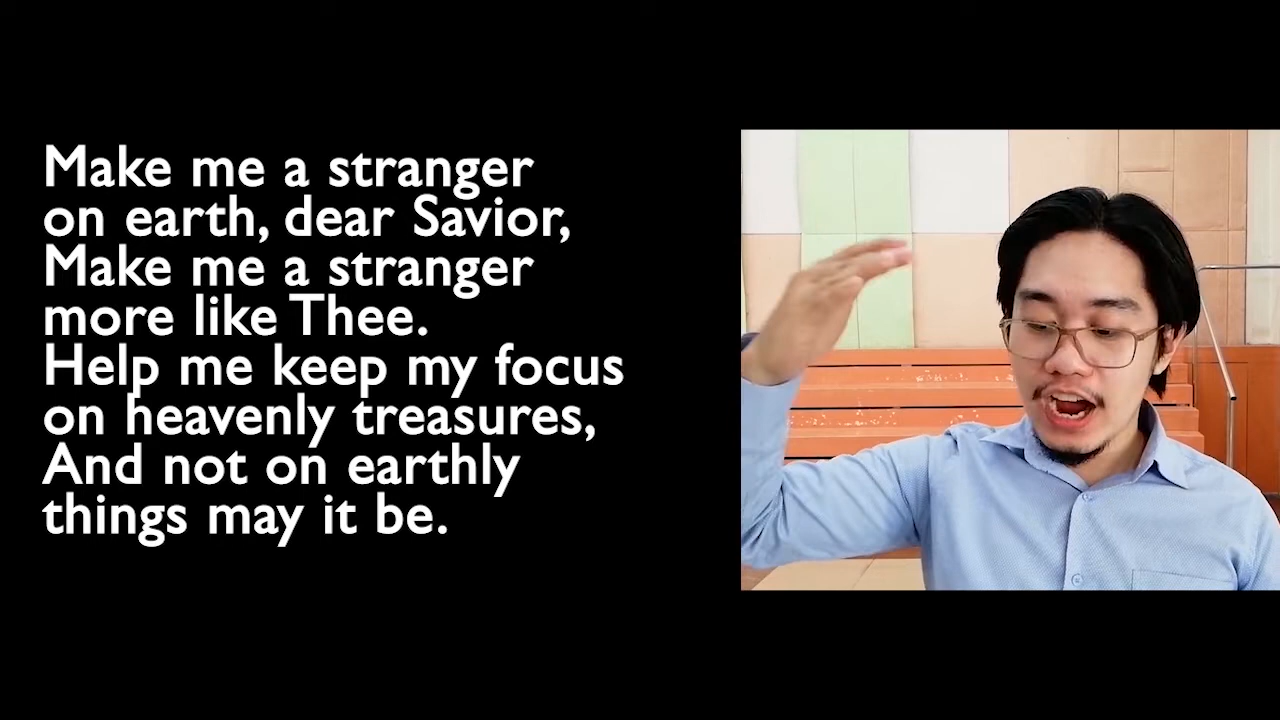 Make me a stranger
on earth, dear Savior,
Make me a stranger
more like Thee.
Help me keep my focus
on heavenly treasures,
And not on earthly
things may it be.